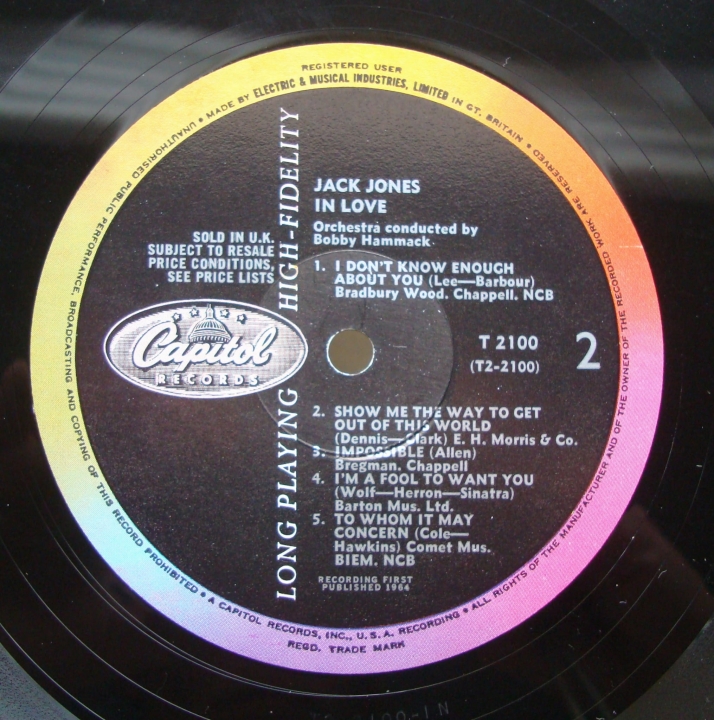 REGISTERED USER
UNAUTHORISED PUBLIC PERFORMANCE, BROADCASTING AND COPYING OF THIS RECORD PROHIBITED • MADE BY ELECTRIC & MUSICAL INDUSTRIES, LIMITED IN GT. BRITAIN •
ALL RIGHTS OF THE MANUFACTURER AND OF THE OWNER OF THE RECORDED WORK ARE RESERVED
LONG PLAYING HIGH-FIDELITY
JACK JONES
IN LOVE
Orchestra conducted by
Bobby Hammack
SOLD IN U.K.
SUBJECT TO RESALE
PRICE CONDITIONS,
SEE PRICE LISTS
1. I DON'T KNOW ENOUGH
ABOUT YOU (Lee—Barbour)
Bradbury Wood. Chappell. NCB
Capitol
RECORDS
T 2100
(T2-2100)
2
2. SHOW ME THE WAY TO GET
OUT OF THIS WORLD
(Dennis—Clark) E. H. Morris & Co.
3. IMPOSSIBLE (Allen)
Bregman. Chappell
4. I'M A FOOL TO WANT YOU
(Wolf—Herron—Sinatra)
Barton Mus. Ltd.
5. TO WHOM IT MAY
CONCERN (Cole—
Hawkins) Comet Mus.
BIEM. NCB
RECORDING FIRST
PUBLISHED 1964
• A CAPITOL RECORDS, INC., U.S.A. RECORDING •
REGD. TRADE MARK